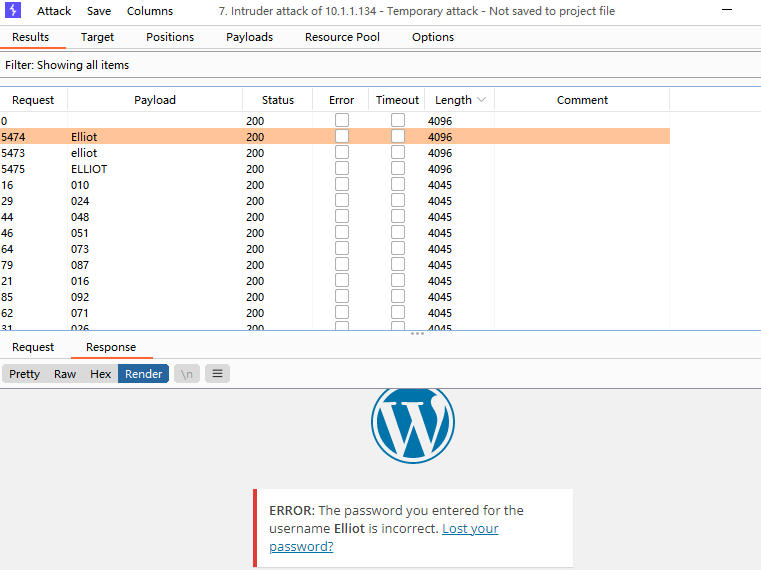 Attack Save Columns 7. Intruder attack of 10.1.1.134 - Temporary attack - Not saved to project file
Results Target Positions Payloads Resource Pool Options
Filter: Showing all items
Request Payload Status Error Timeout Length Comment
0 200 4096
5474 Elliot 200 4096
5473 elliot 200 4096
5475 ELLIOT 200 4096
16 010 200 4045
29 024 200 4045
44 048 200 4045
46 051 200 4045
64 073 200 4045
79 087 200 4045
21 016 200 4045
85 092 200 4045
62 071 200 4045
31 026 200 4045
Request Response
Pretty Raw Hex Render \n
ERROR: The password you entered for the
username Elliot is incorrect. Lost your
password?